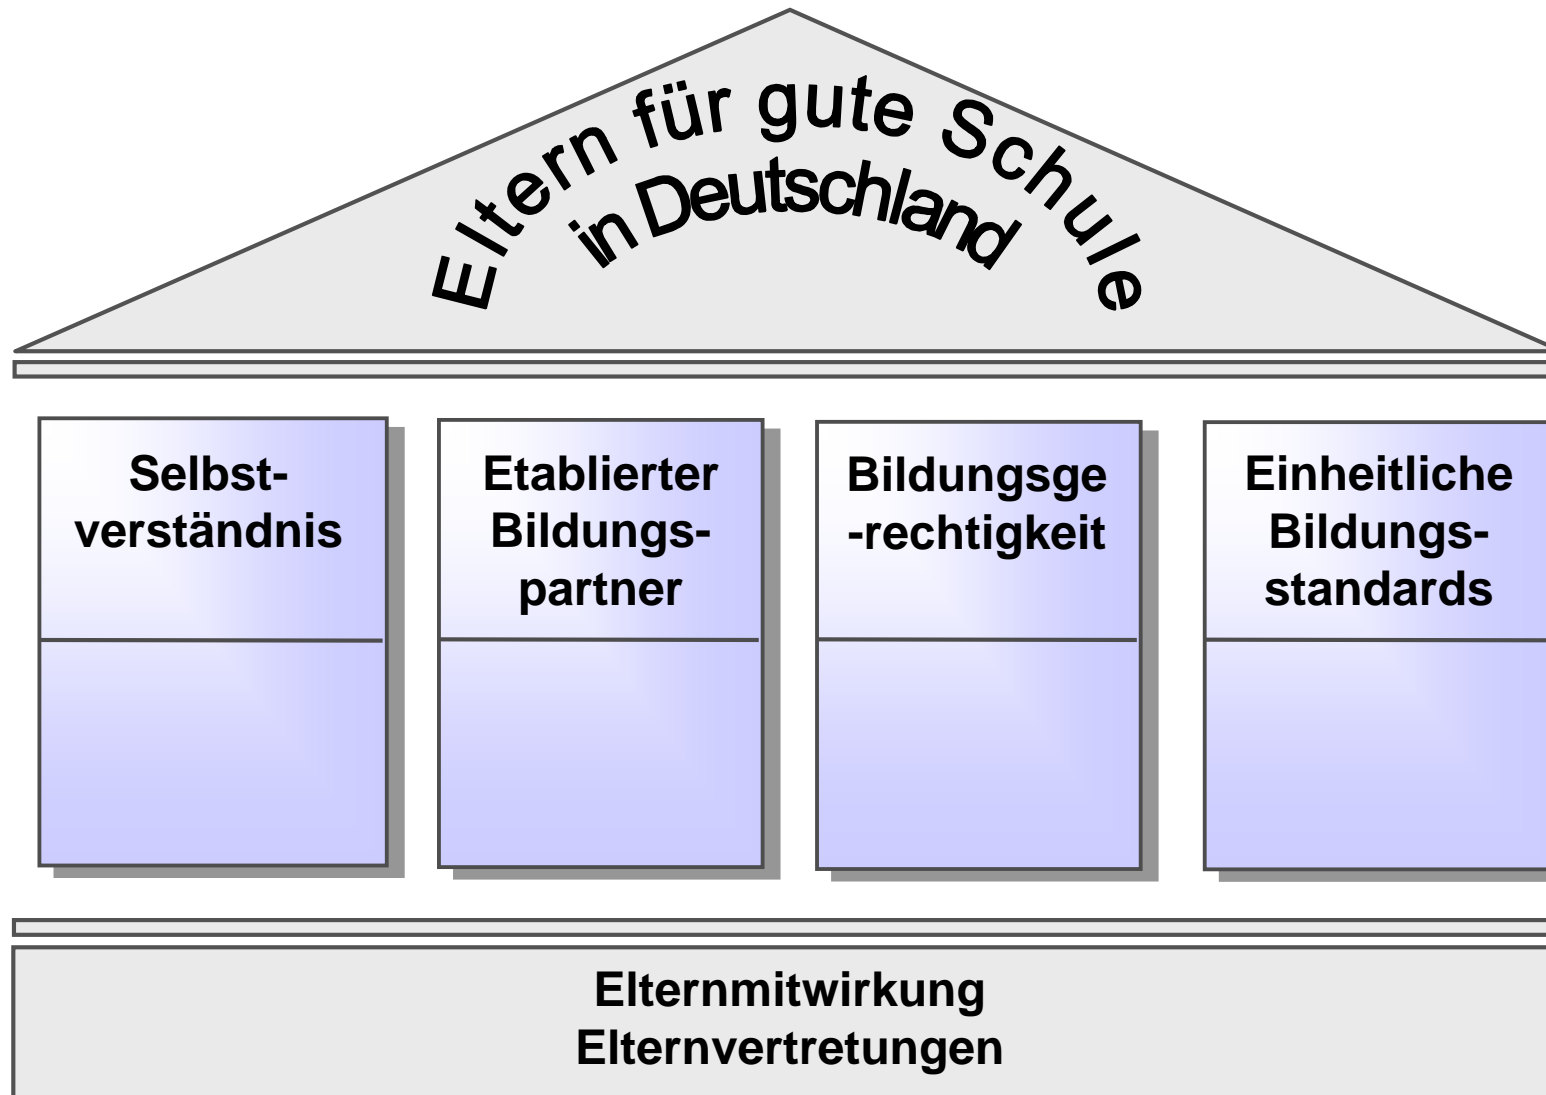 Eltern für gute Schule
in Deutschland
Selbst-
verständnis
Etablierter
Bildungs-
partner
Bildungsge
-rechtigkeit
Einheitliche
Bildungs-
standards
Elternmitwirkung
Elternvertretungen